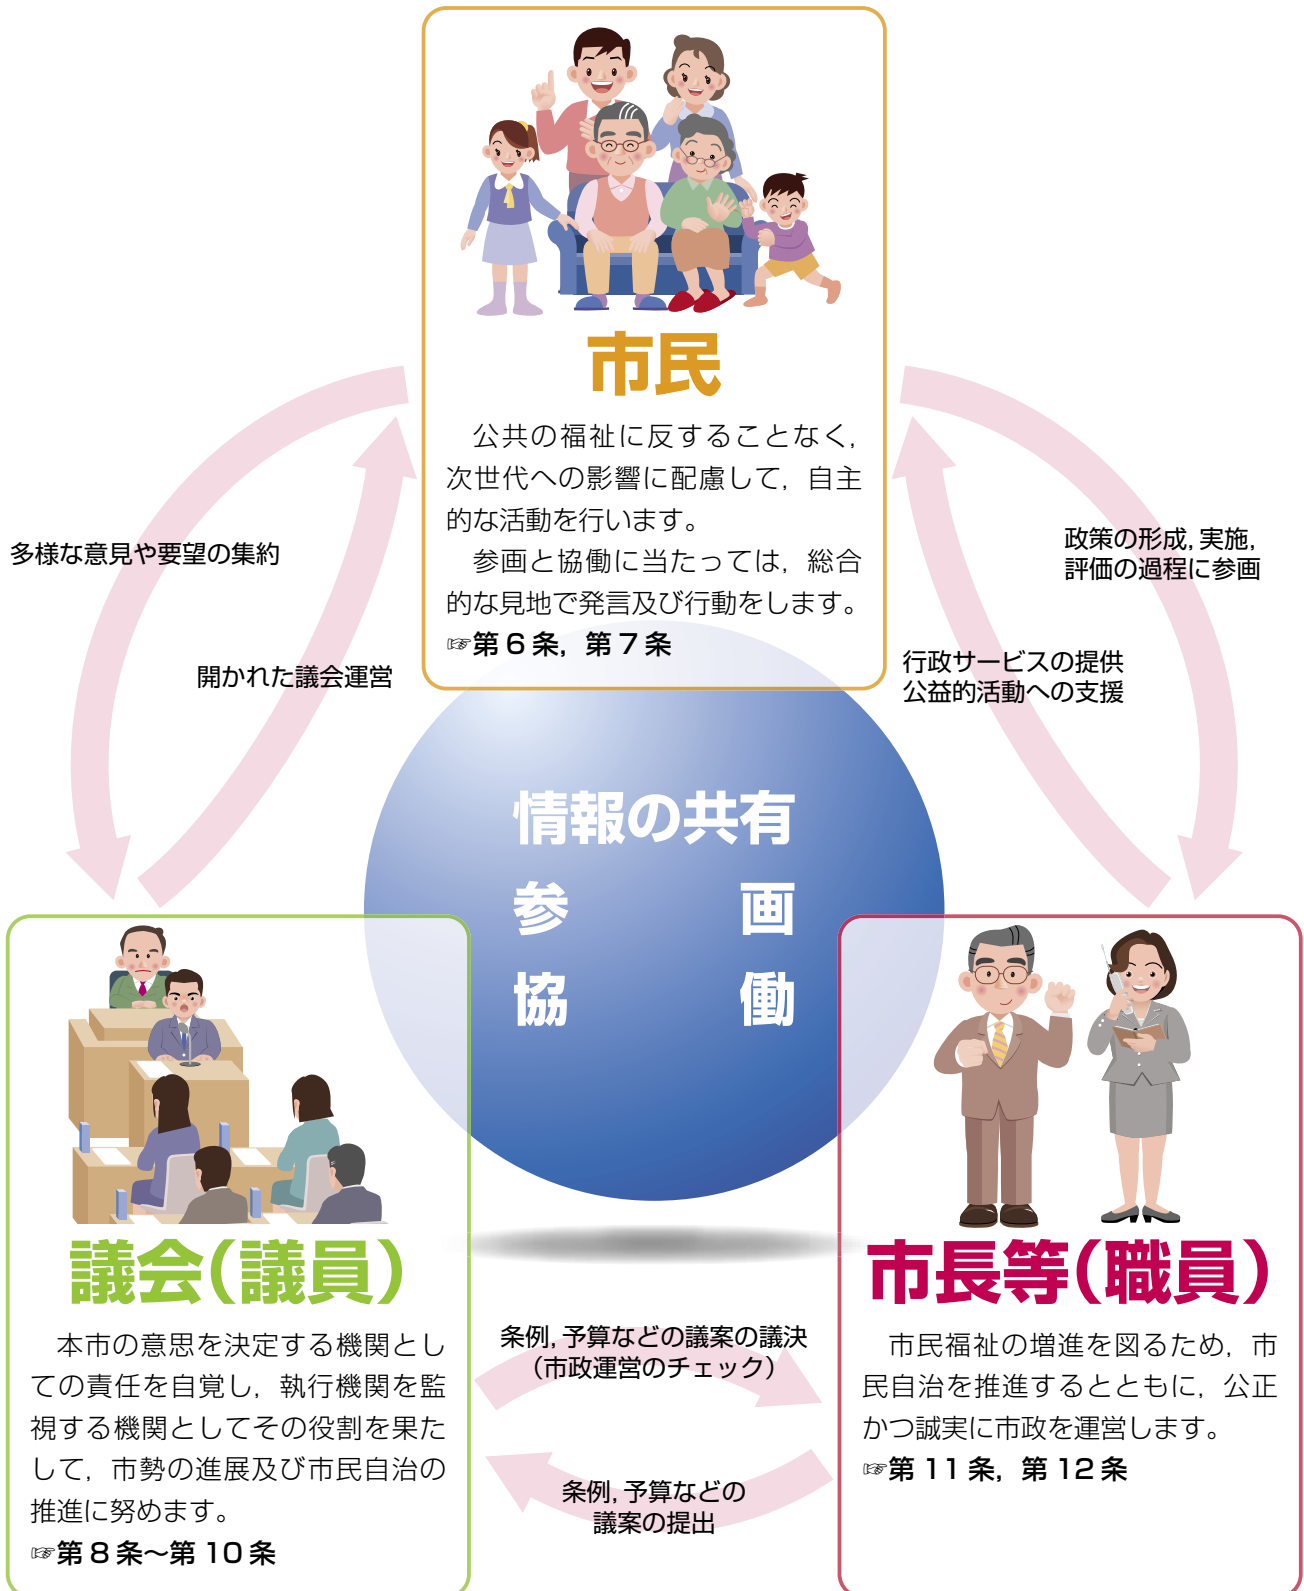 市民
公共の福祉に反することなく,
次世代への影響に配慮して, 自主
的な活動を行います。
参画と協働に当たっては, 総合
的な見地で発言及び行動をします。
☞第6条, 第7条
多様な意見や要望の集約
開かれた議会運営
政策の形成, 実施,
評価の過程に参画
行政サービスの提供
公益的活動への支援
情報の共有
参画
協働
議会(議員)
本市の意思を決定する機関とし
ての責任を自覚し, 執行機関を監
視する機関としてその役割を果た
して, 市勢の進展及び市民自治の
推進に努めます。
☞第8条～第10条
条例, 予算などの議案の議決
(市政運営のチェック)
条例, 予算などの
議案の提出
市長等(職員)
市民福祉の増進を図るため, 市
民自治を推進するとともに, 公正
かつ誠実に市政を運営します。
☞第11条, 第12条